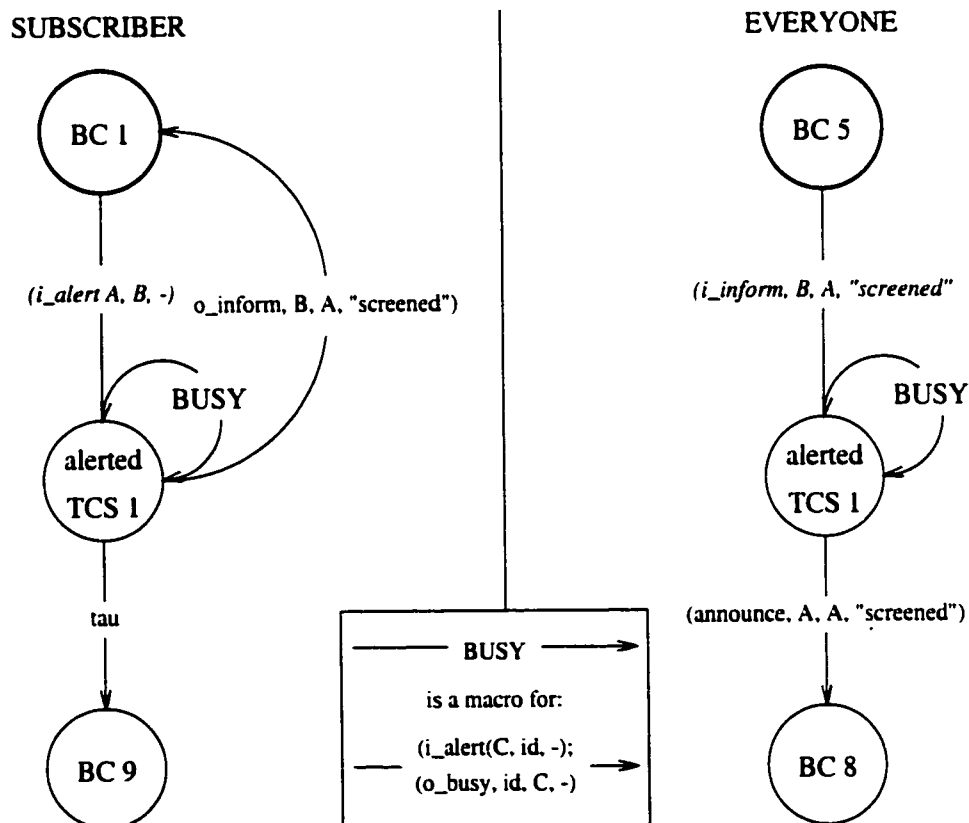 SUBSCRIBER
BC 1
(i_alert A, B, -)
o_inform, B, A, "screened")
BUSY
alerted
TCS 1
tau
BC 9
EVERYONE
BC 5
(i_inform, B, A, "screened"
BUSY
alerted
TCS 1
(announce, A, A, "screened")
BC 8
BUSY
is a macro for:
(i_alert(C, id, -);
(o_busy, id, C, -)